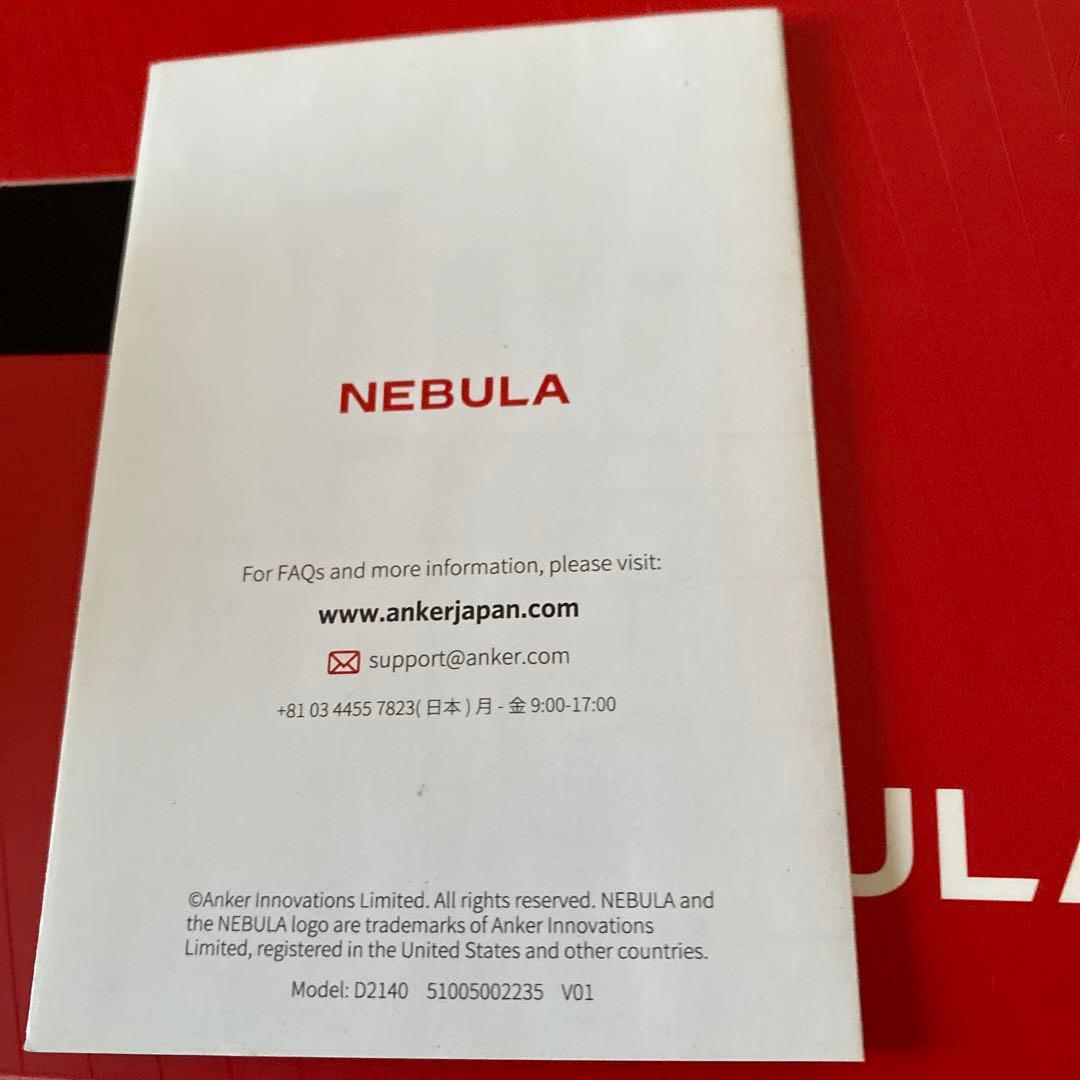 NEBULA
For FAQs and more information, please visit:
www.ankerjapan.com
support@anker.com
+81 03 4455 7823( 日本 ) 月 - 金 9:00-17:00
©Anker Innovations Limited. All rights reserved. NEBULA and
the NEBULA logo are trademarks of Anker Innovations
Limited, registered in the United States and other countries.
Model: D2140 51005002235 V01
ULA